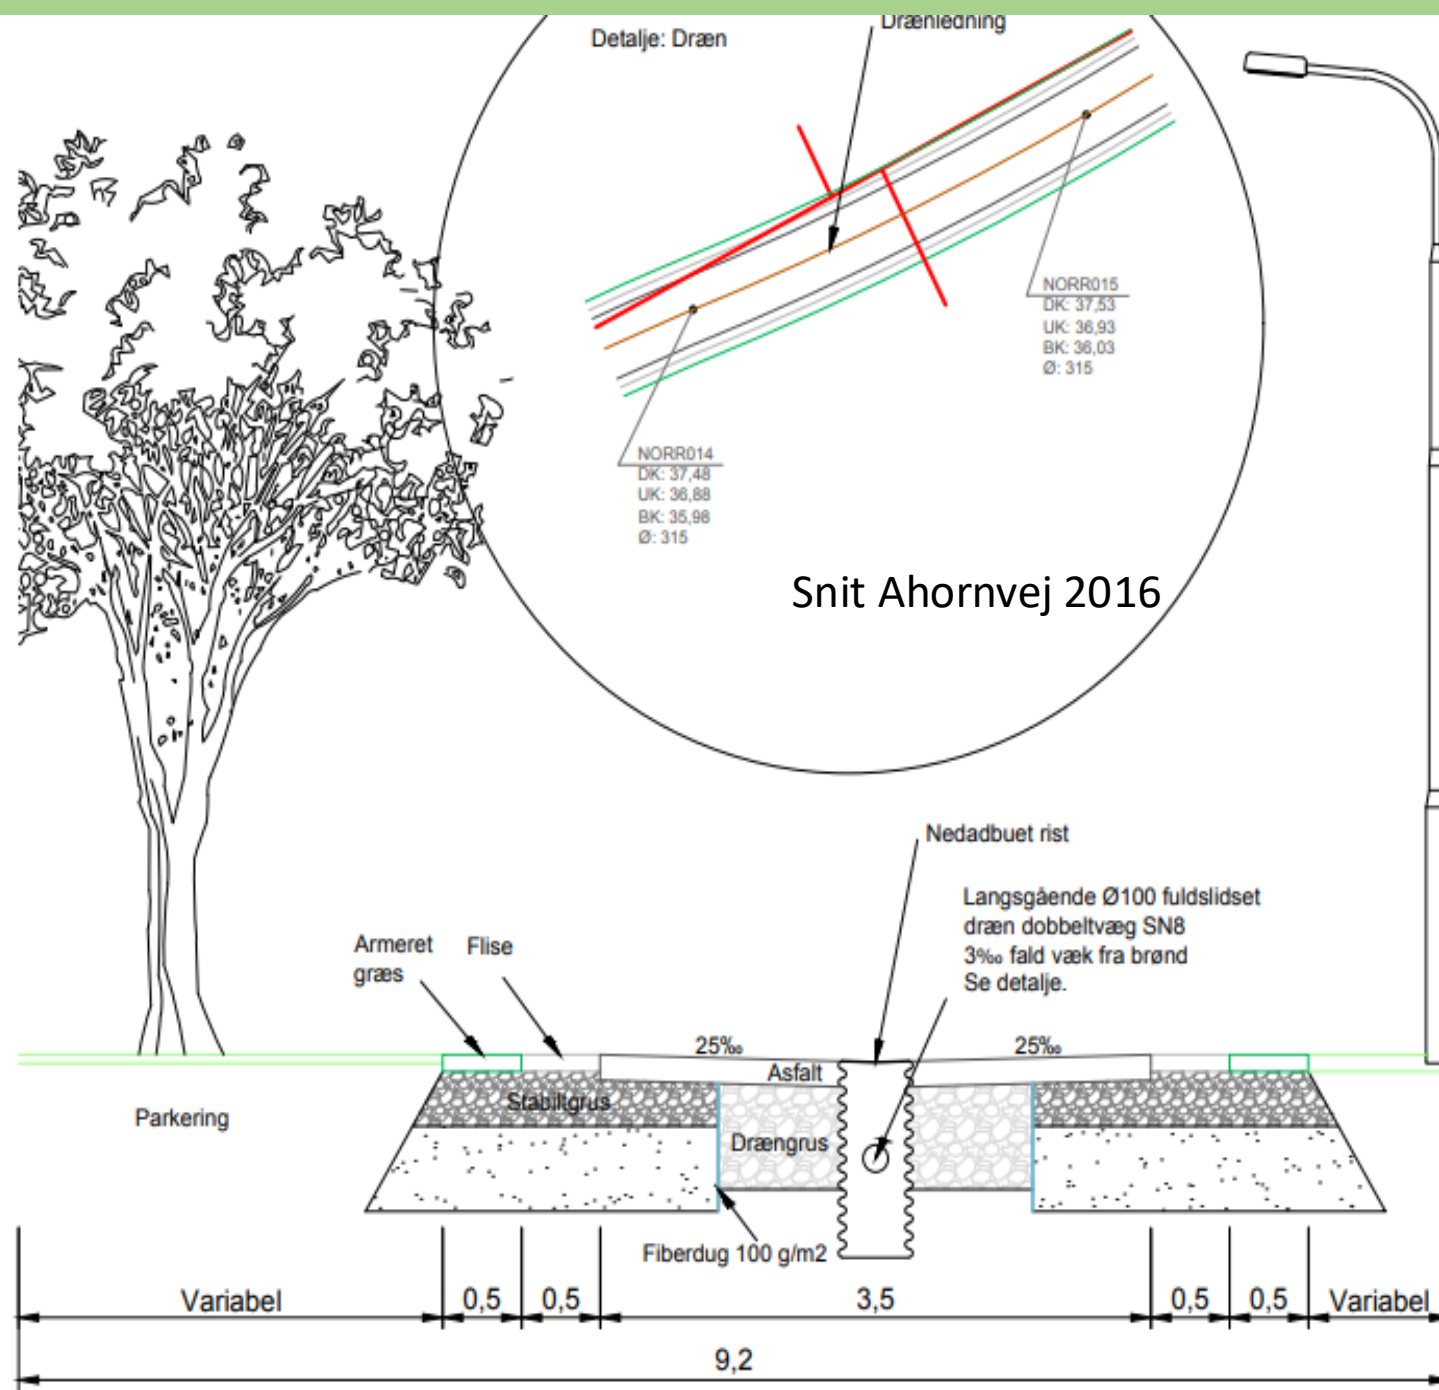 Detalje: Dræn
Drænledning
NORR015
DK: 37,53
UK: 36,93
BK: 36,03
Ø: 315
NORR014
DK: 37,48
UK: 36,88
BK: 35,98
Ø: 315
Snit Ahornvej 2016
Nedadbuet rist
Langsgående Ø100 fuldslidset
dræn dobbeltvæg SN8
3‰ fald væk fra brønd
Se detalje.
Armeret
græs
Flise
25‰
25‰
Asfalt
Stabiltgrus
Parkering
Drængrus
Fiberdug 100 g/m2
Variabel 0,5 0,5 3,5 0,5 0,5 Variabel
9,2